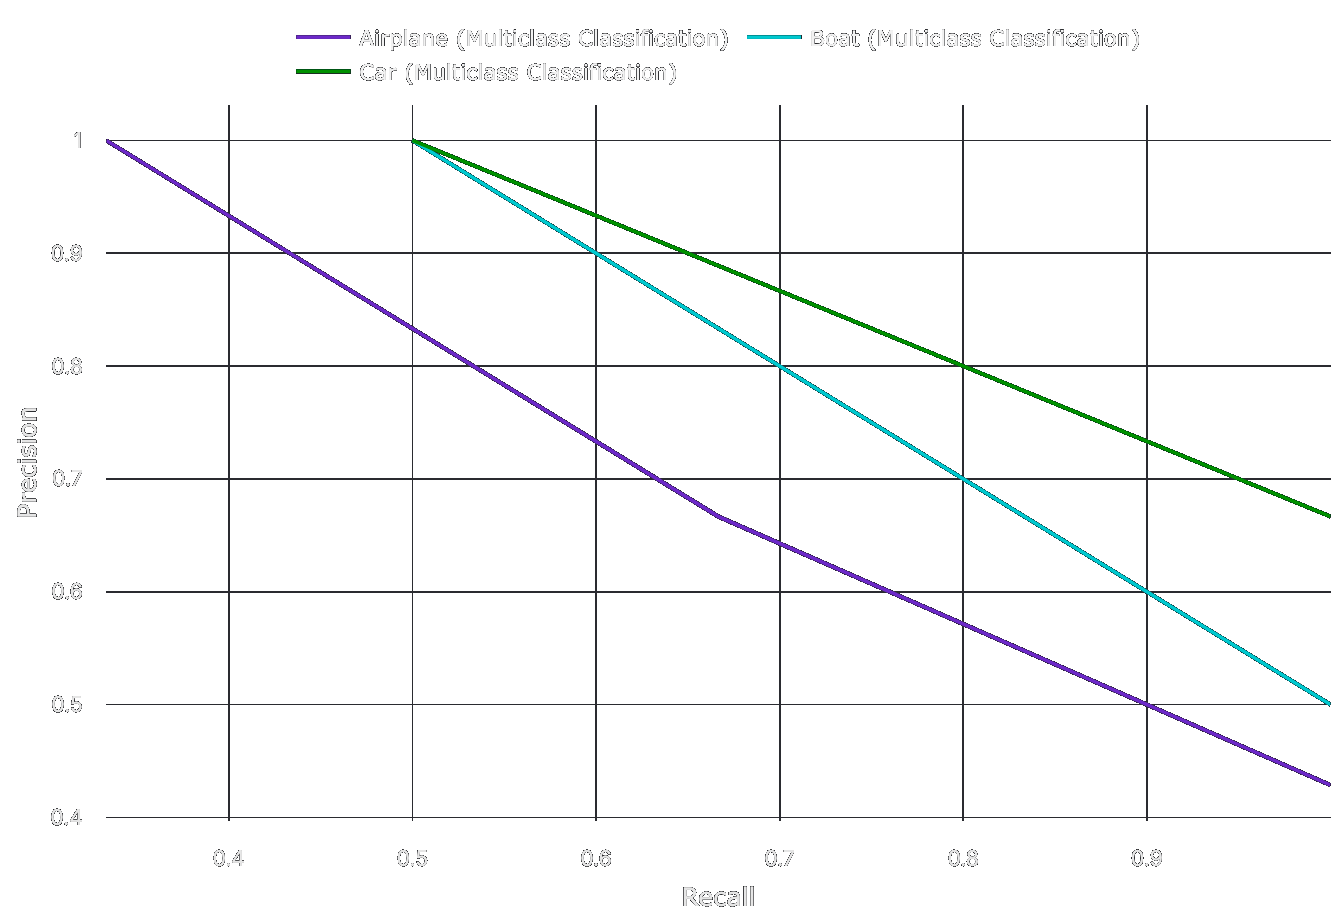 Airplane (Multiclass Classification) Boat (Multiclass Classification)
Car (Multiclass Classification)
1
0.9
0.8
0.7
0.6
0.5
0.4
Precision
0.4 0.5 0.6 0.7 0.8 0.9
Recall